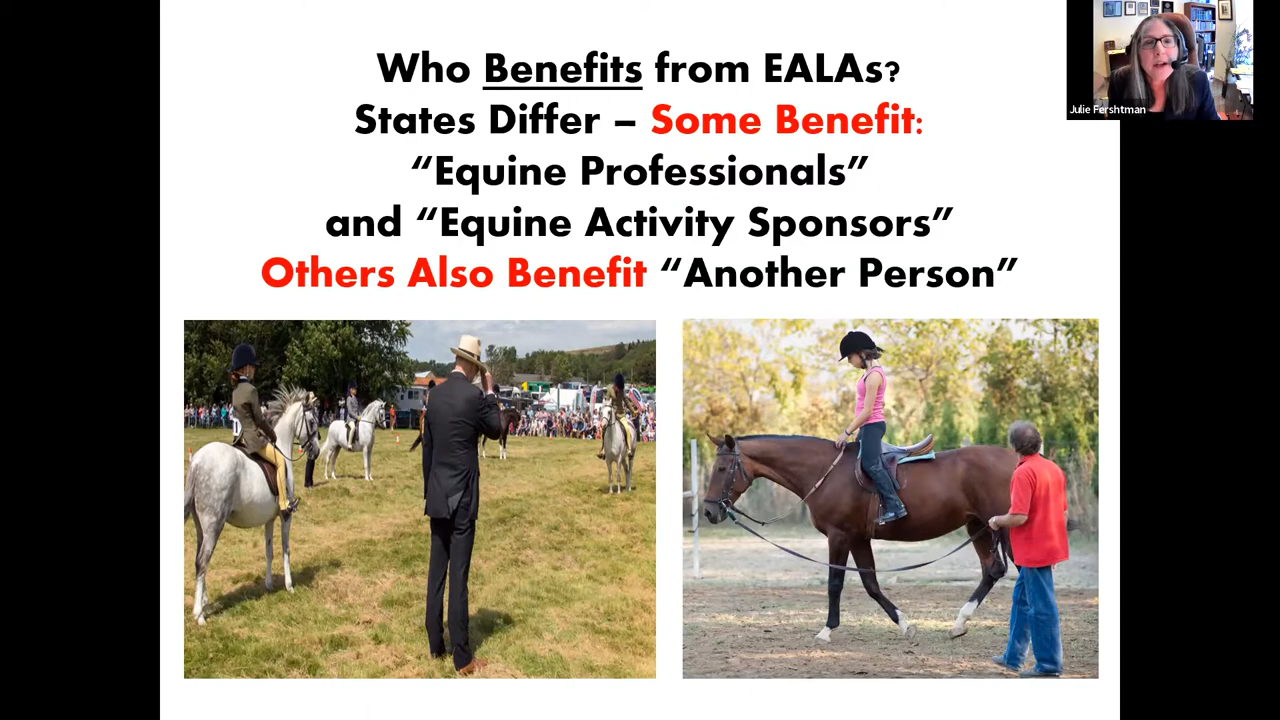 Who Benefits from EALAs?
States Differ – Some Benefit:
“Equine Professionals”
and “Equine Activity Sponsors”
Others Also Benefit “Another Person”
Julie Fershtman